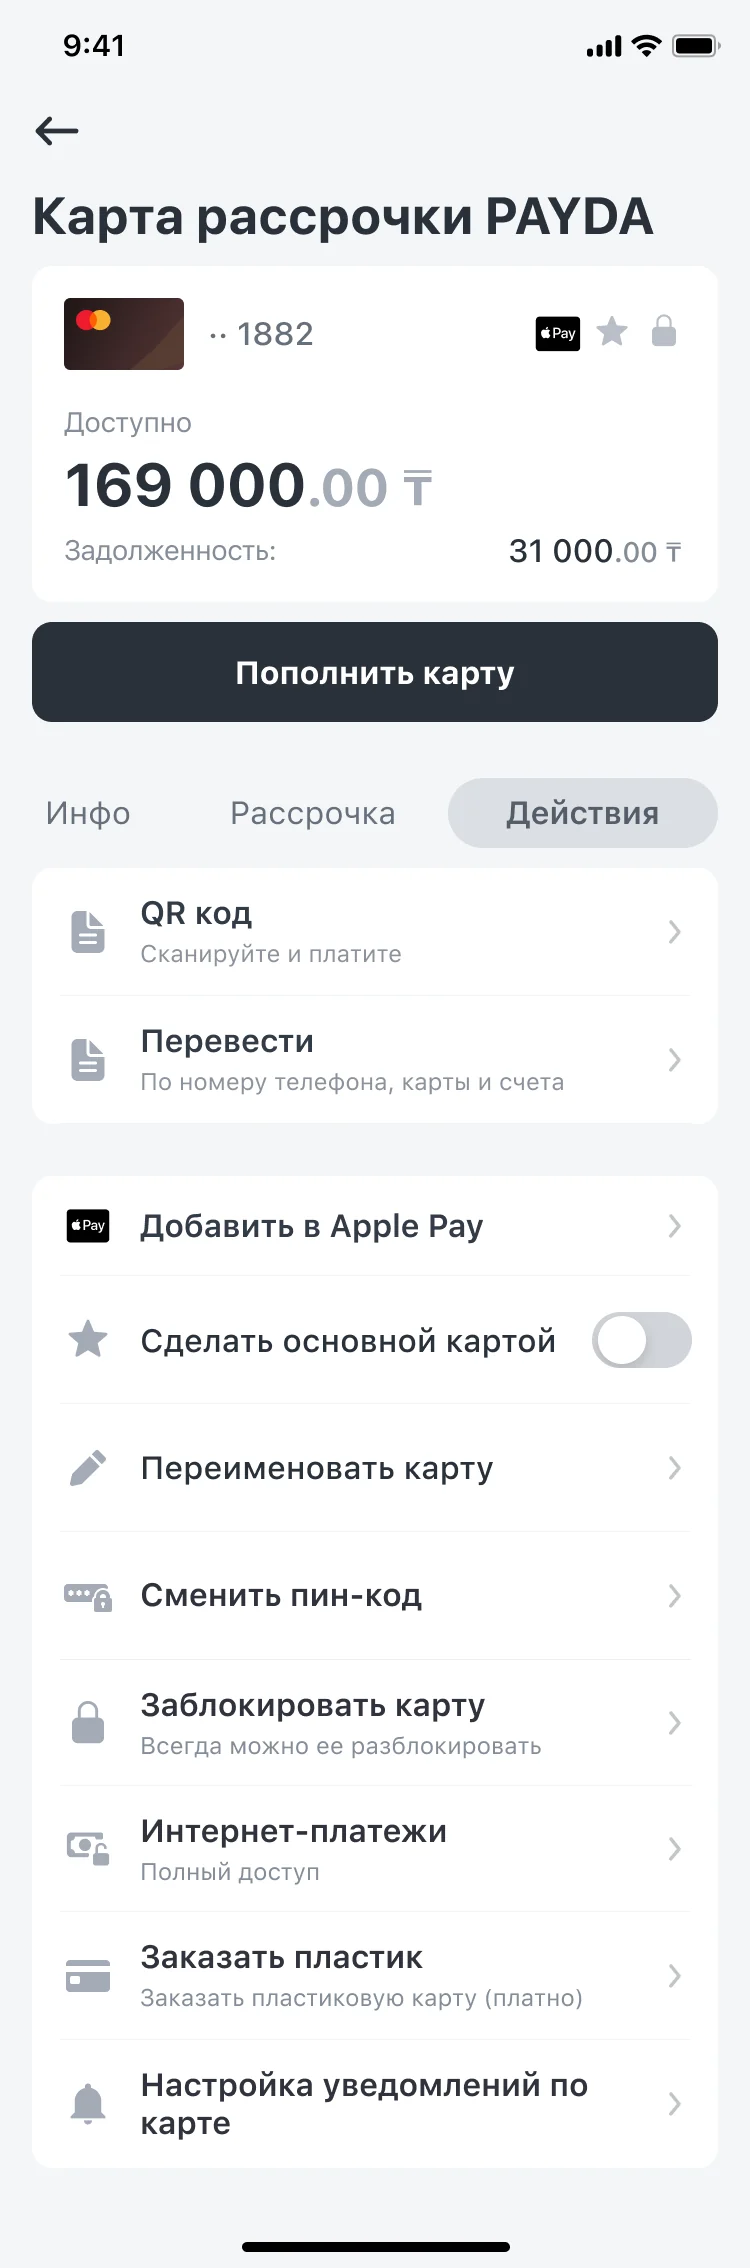 9:41
Карта рассрочки PAYDA
·· 1882
Pay
Доступно
169 000.00 ₸
Задолженность: 31 000.00 ₸
Пополнить карту
Инфо Рассрочка Действия
QR код
Сканируйте и платите
Перевести
По номеру телефона, карты и счета
Pay Добавить в Apple Pay
Сделать основной картой
Переименовать карту
Сменить пин-код
Заблокировать карту
Всегда можно ее разблокировать
Интернет-платежи
Полный доступ
Заказать пластик
Заказать пластиковую карту (платно)
Настройка уведомлений по
карте